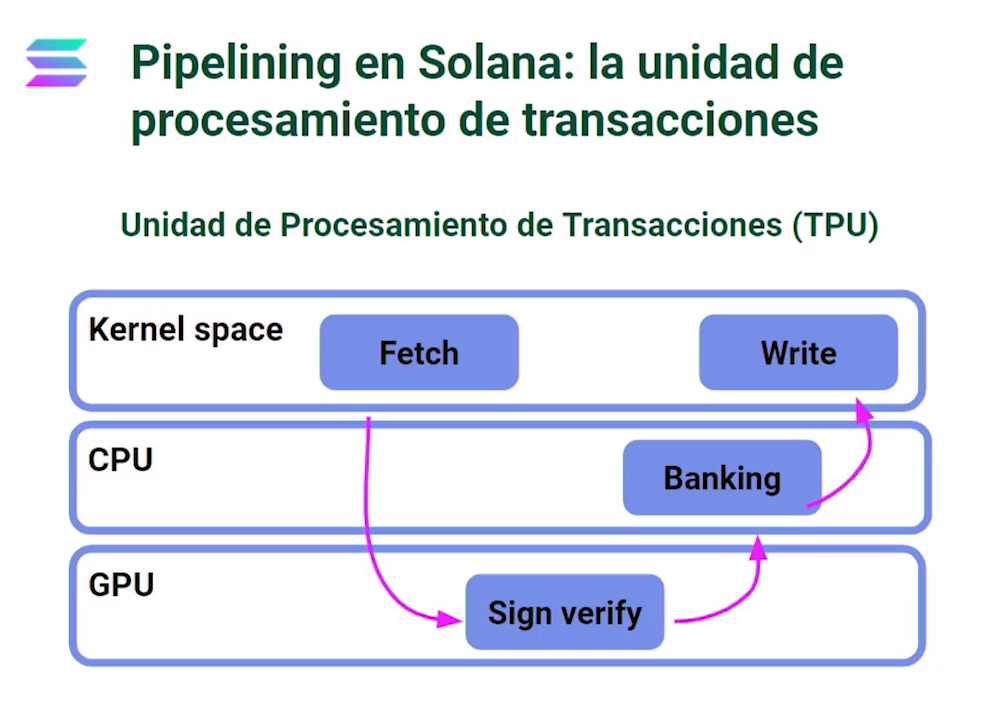 Pipelining en Solana: la unidad de
procesamiento de transacciones
Unidad de Procesamiento de Transacciones (TPU)
Kernel space
Fetch
Write
CPU
Banking
GPU
Sign verify